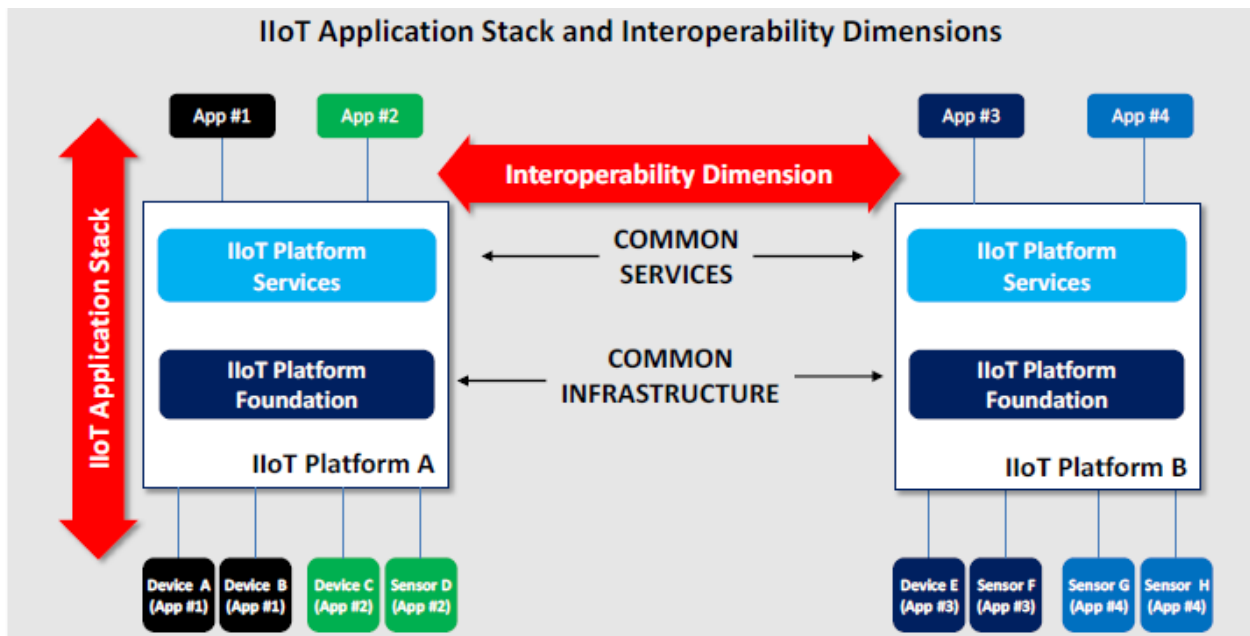 IIoT Application Stack and Interoperability Dimensions
App #1
App #2
App #3
App #4
Interoperability Dimension
IIoT Application Stack
IIoT Platform
Services
COMMON
SERVICES
IIoT Platform
Services
IIoT Platform
Foundation
COMMON
INFRASTRUCTURE
IIoT Platform
Foundation
IIoT Platform A
IIoT Platform B
Device A
(App #1)
Device B
(App #1)
Device C
(App #2)
Sensor D
(App #2)
Device E
(App #3)
Sensor F
(App #3)
Sensor G
(App #4)
Sensor H
(App #4)